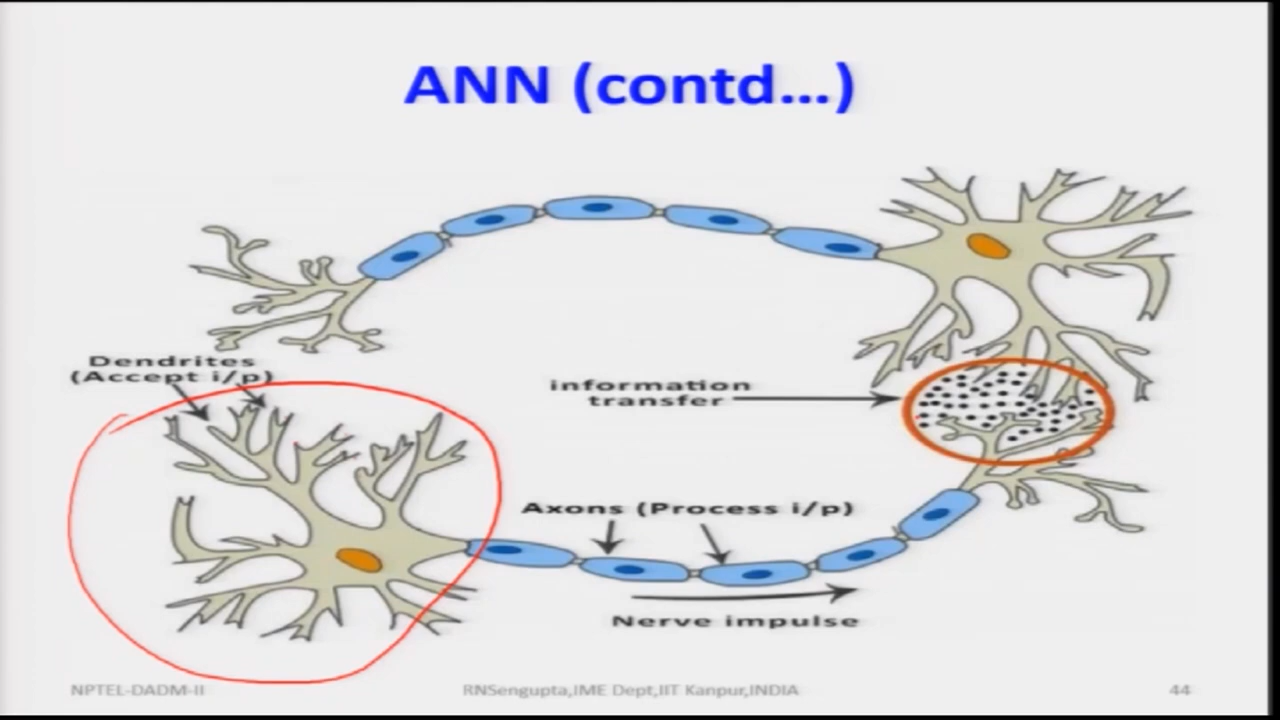 ANN (contd...)
Dendrites
(Accept i/p)
information
transfer
Axons (Process i/p)
Nerve impulse
NPTEL-DADM-II
RNSengupta,IME Dept,IIT Kanpur,INDIA
44